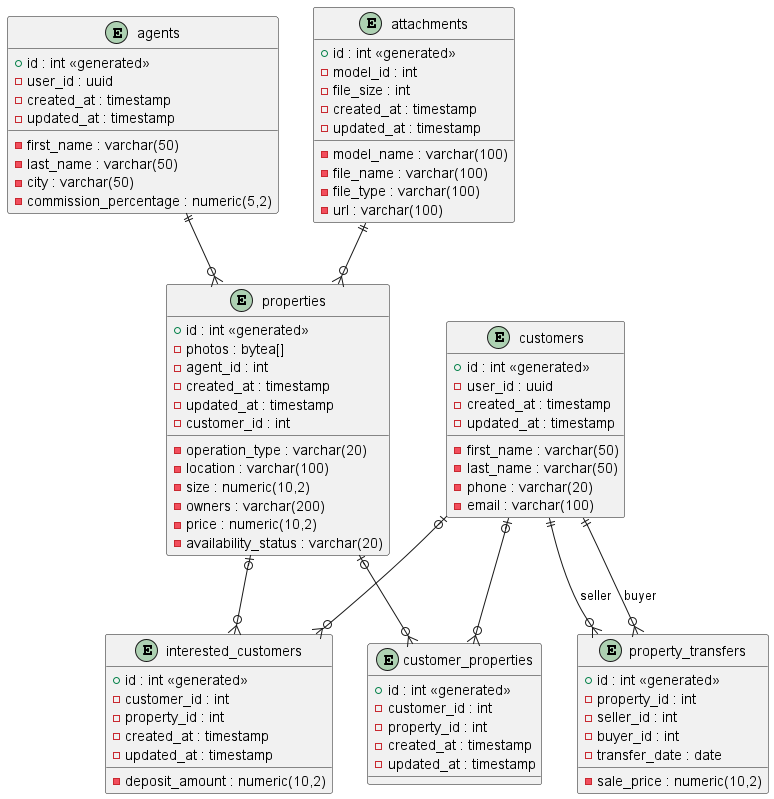 E agents
id : int «generated»
user_id : uuid
created_at : timestamp
updated_at : timestamp
first_name : varchar(50)
last_name : varchar(50)
city : varchar(50)
commission_percentage : numeric(5,2)
E attachments
id : int «generated»
model_id : int
file_size : int
created_at : timestamp
updated_at : timestamp
model_name : varchar(100)
file_name : varchar(100)
file_type : varchar(100)
url : varchar(100)
E properties
id : int «generated»
photos : bytea[]
agent_id : int
created_at : timestamp
updated_at : timestamp
customer_id : int
operation_type : varchar(20)
location : varchar(100)
size : numeric(10,2)
owners : varchar(200)
price : numeric(10,2)
availability_status : varchar(20)
E customers
id : int «generated»
user_id : uuid
created_at : timestamp
updated_at : timestamp
first_name : varchar(50)
last_name : varchar(50)
phone : varchar(20)
email : varchar(100)
seller
buyer
E interested_customers
id : int «generated»
customer_id : int
property_id : int
created_at : timestamp
updated_at : timestamp
deposit_amount : numeric(10,2)
E customer_properties
id : int «generated»
customer_id : int
property_id : int
created_at : timestamp
updated_at : timestamp
E property_transfers
id : int «generated»
property_id : int
seller_id : int
buyer_id : int
transfer_date : date
sale_price : numeric(10,2)